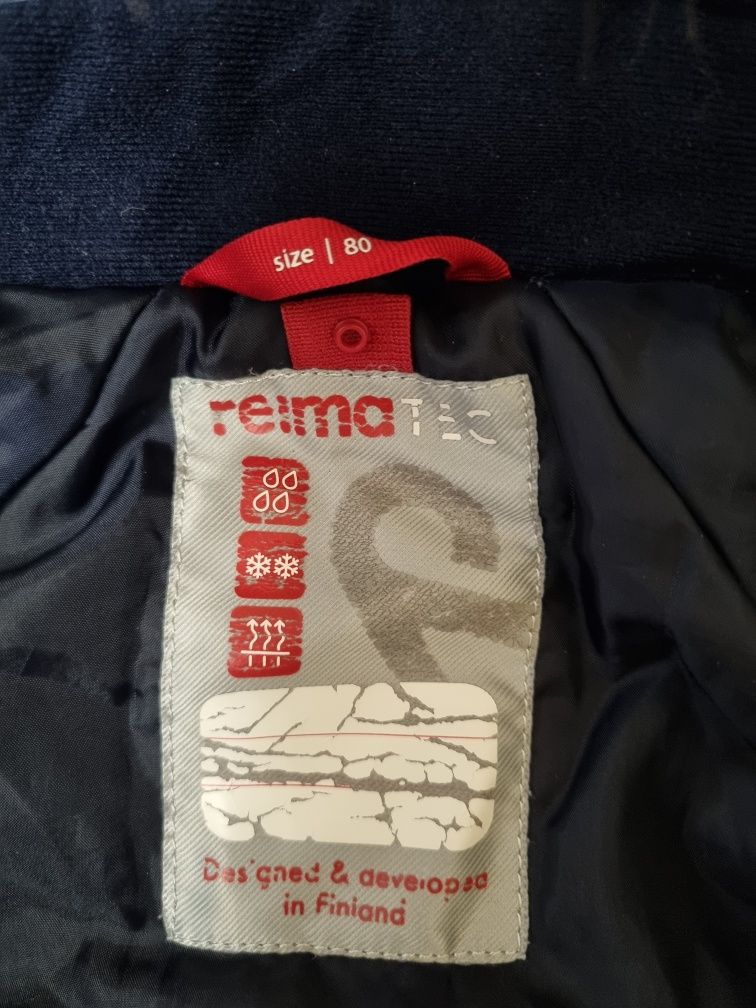 size | 80
reima TEC
Designed & developed
in Finland